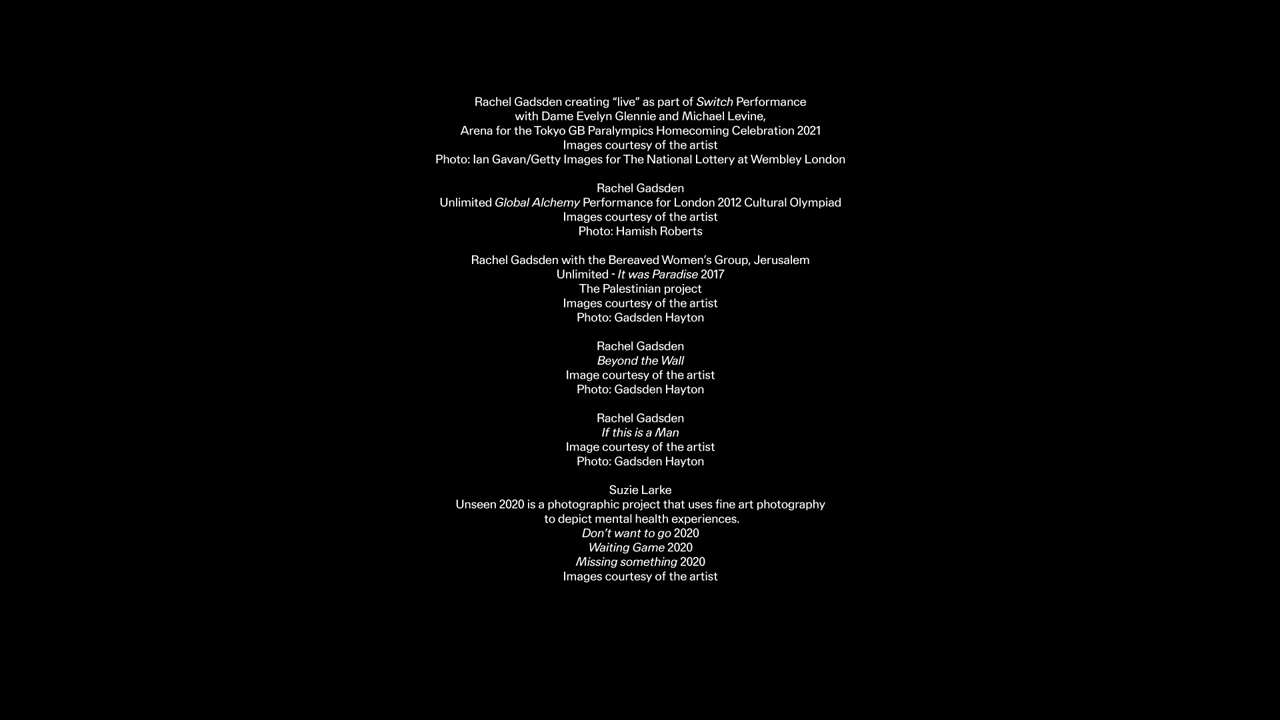 Rachel Gadsden creating “live” as part of Switch Performance
with Dame Evelyn Glennie and Michael Levine,
Arena for the Tokyo GB Paralympics Homecoming Celebration 2021
Images courtesy of the artist
Photo: Ian Gavan/Getty Images for The National Lottery at Wembley London
Rachel Gadsden
Unlimited Global Alchemy Performance for London 2012 Cultural Olympiad
Images courtesy of the artist
Photo: Hamish Roberts
Rachel Gadsden with the Bereaved Women’s Group, Jerusalem
Unlimited - It was Paradise 2017
The Palestinian project
Images courtesy of the artist
Photo: Gadsden Hayton
Rachel Gadsden
Beyond the Wall
Image courtesy of the artist
Photo: Gadsden Hayton
Rachel Gadsden
If this is a Man
Image courtesy of the artist
Photo: Gadsden Hayton
Suzie Larke
Unseen 2020 is a photographic project that uses fine art photography
to depict mental health experiences.
Don’t want to go 2020
Waiting Game 2020
Missing something 2020
Images courtesy of the artist